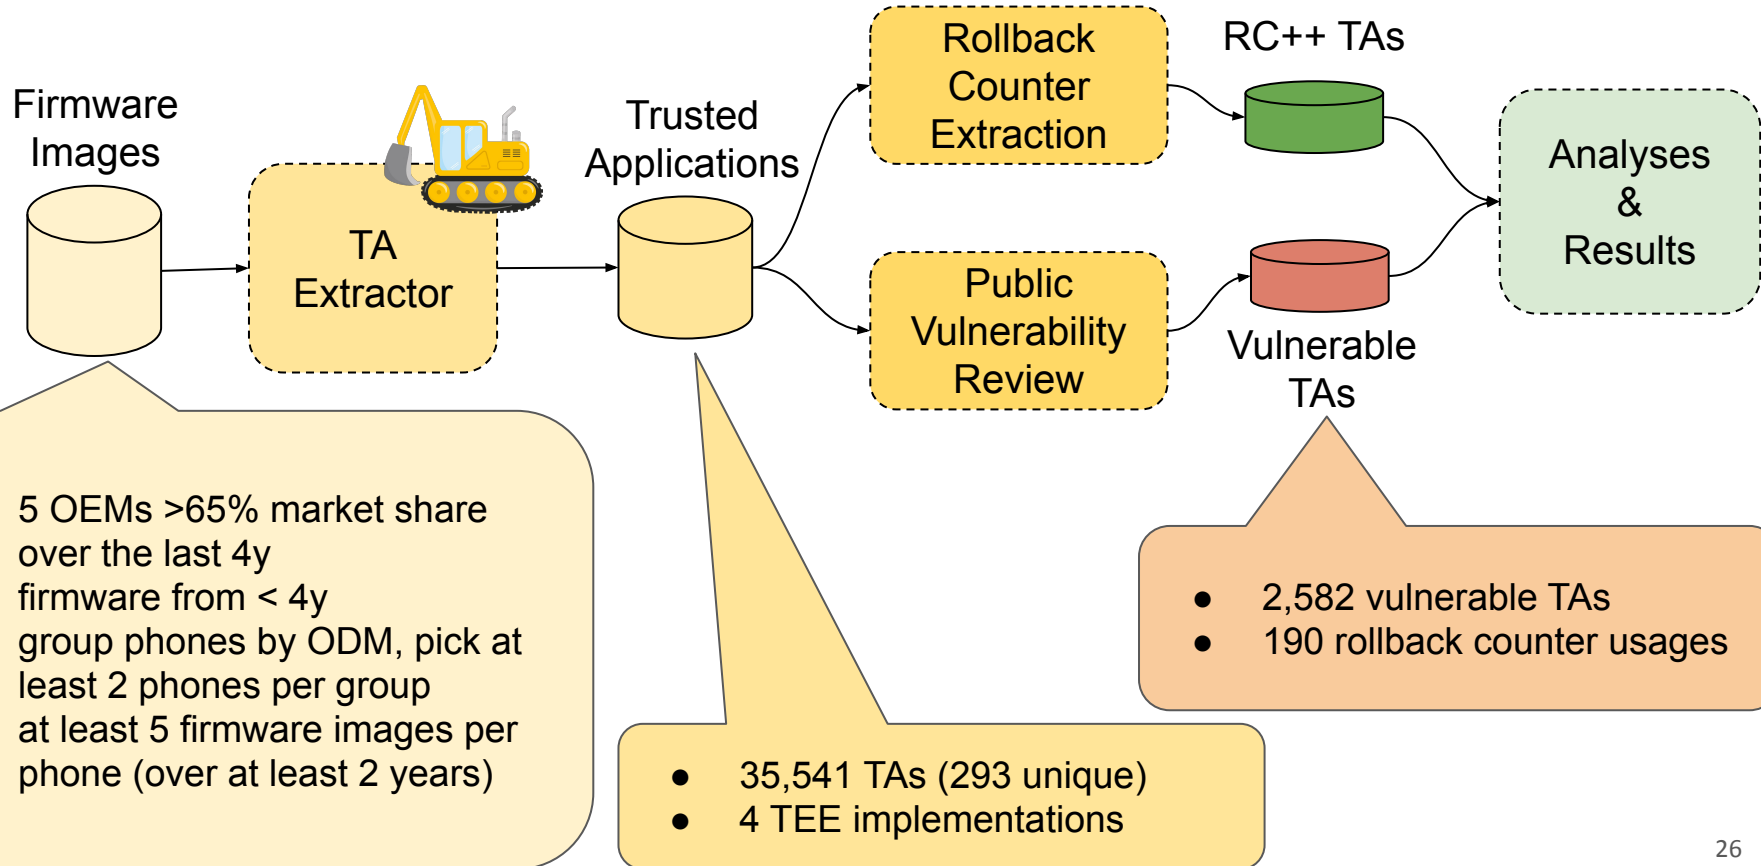 Firmware
Images
TA
Extractor
Trusted
Applications
Rollback
Counter
Extraction
RC++ TAs
Public
Vulnerability
Review
Vulnerable
TAs
Analyses
&
Results
5 OEMs >65% market share
over the last 4y
firmware from < 4y
group phones by ODM, pick at
least 2 phones per group
at least 5 firmware images per
phone (over at least 2 years)
● 35,541 TAs (293 unique)
● 4 TEE implementations
● 2,582 vulnerable TAs
● 190 rollback counter usages
26